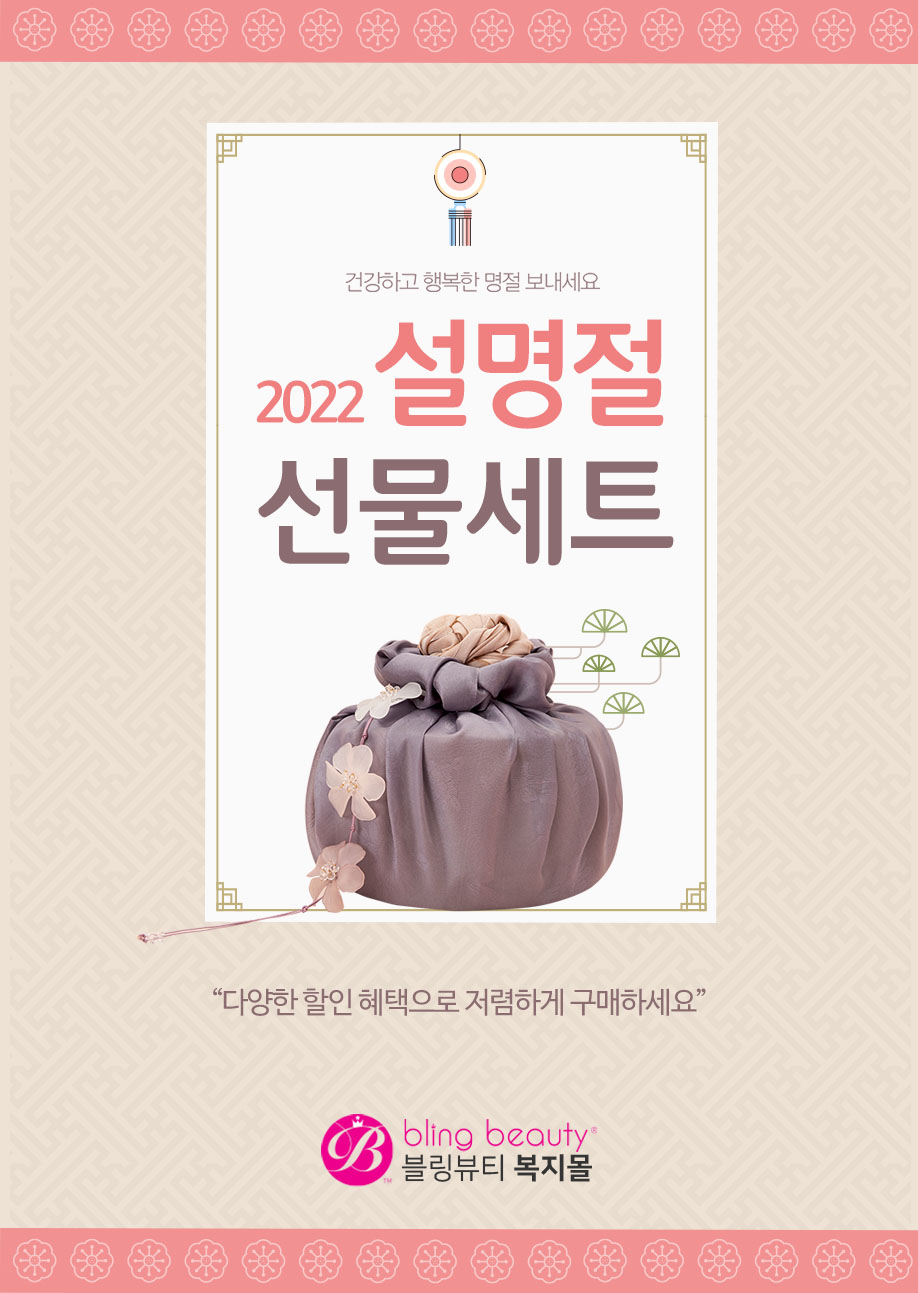 건강하고 행복한 명절 보내세요
2022 설명절
선물세트
“다양한 할인 혜택으로 저렴하게 구매하세요”
B
TM
bling beauty®
블링뷰티 복지몰